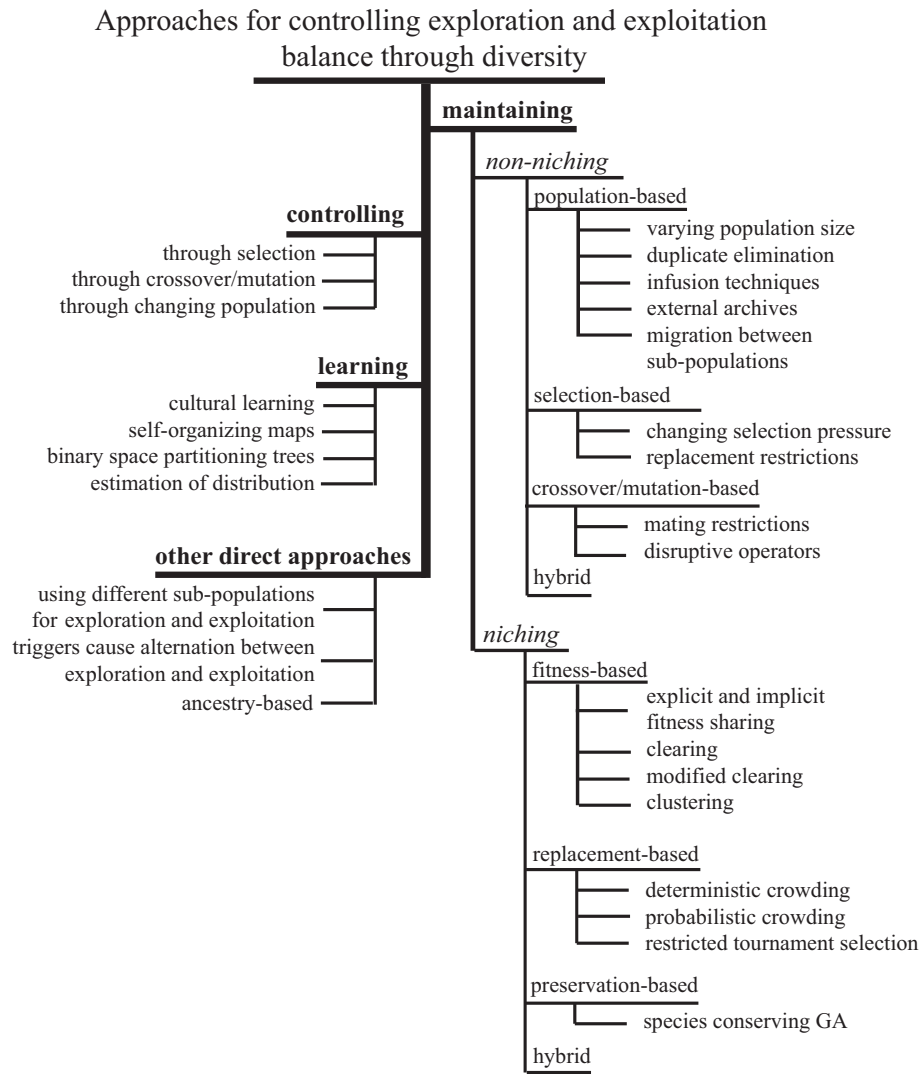 Approaches for controlling exploration and exploitation
balance through diversity
maintaining
non-niching
population-based
varying population size
duplicate elimination
infusion techniques
external archives
migration between
sub-populations
selection-based
changing selection pressure
replacement restrictions
crossover/mutation-based
mating restrictions
disruptive operators
hybrid
niching
fitness-based
explicit and implicit
fitness sharing
clearing
modified clearing
clustering
replacement-based
deterministic crowding
probabilistic crowding
restricted tournament selection
preservation-based
species conserving GA
hybrid
controlling
through selection
through crossover/mutation
through changing population
learning
cultural learning
self-organizing maps
binary space partitioning trees
estimation of distribution
other direct approaches
using different sub-populations
for exploration and exploitation
triggers cause alternation between
exploration and exploitation
ancestry-based